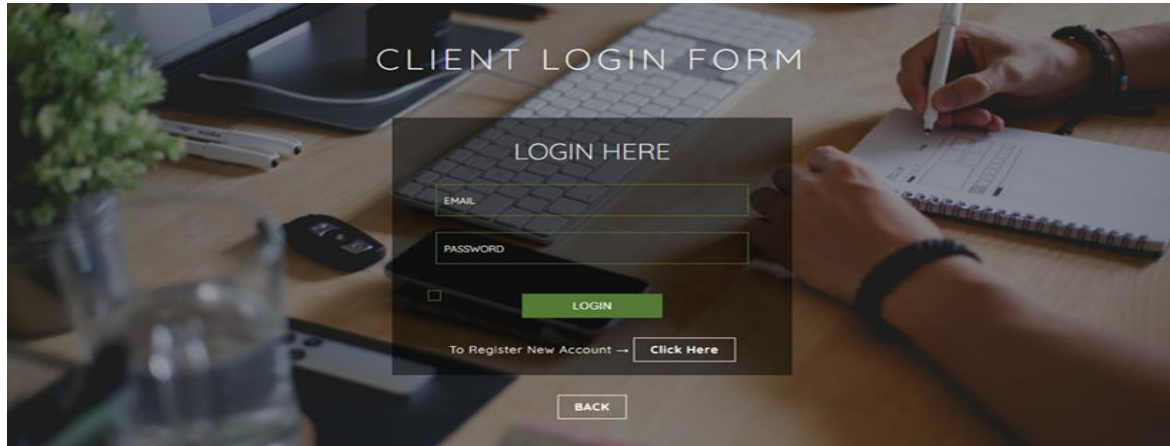 CLIENT LOGIN FORM
LOGIN HERE
EMAIL
PASSWORD
LOGIN
To Register New Account → Click Here
BACK